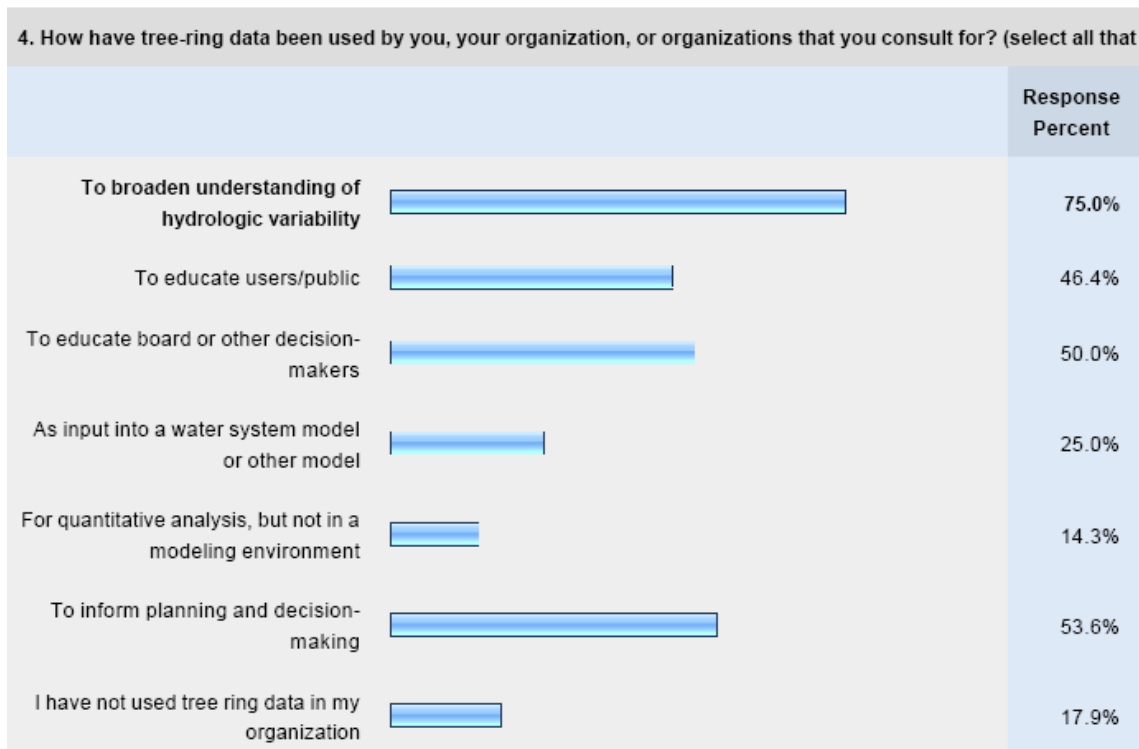 4. How have tree-ring data been used by you, your organization, or organizations that you consult for? (select all that
Response
Percent
To broaden understanding of
hydrologic variability
75.0%
To educate users/public
46.4%
To educate board or other decision-
makers
50.0%
As input into a water system model
or other model
25.0%
For quantitative analysis, but not in a
modeling environment
14.3%
To inform planning and decision-
making
53.6%
I have not used tree ring data in my
organization
17.9%